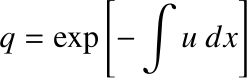 q = exp[−∫u dx]